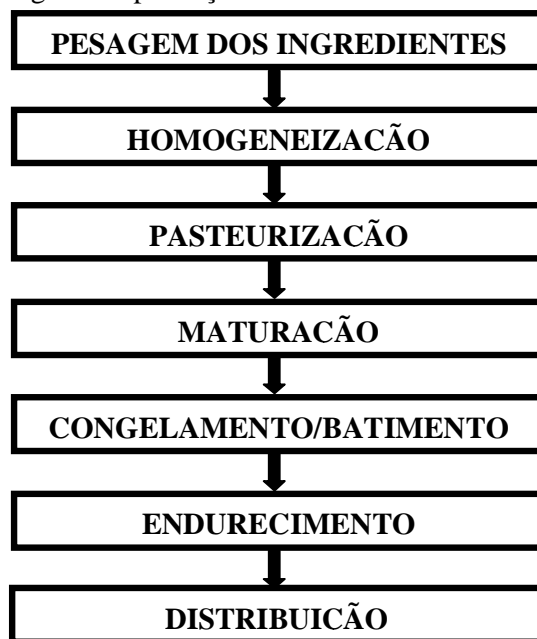 PESAGEM DOS INGREDIENTES
HOMOGENEIZACÃO
PASTEURIZACÃO
MATURACÃO
CONGELAMENTO/BATIMENTO
ENDURECIMENTO
DISTRIBUICÃO